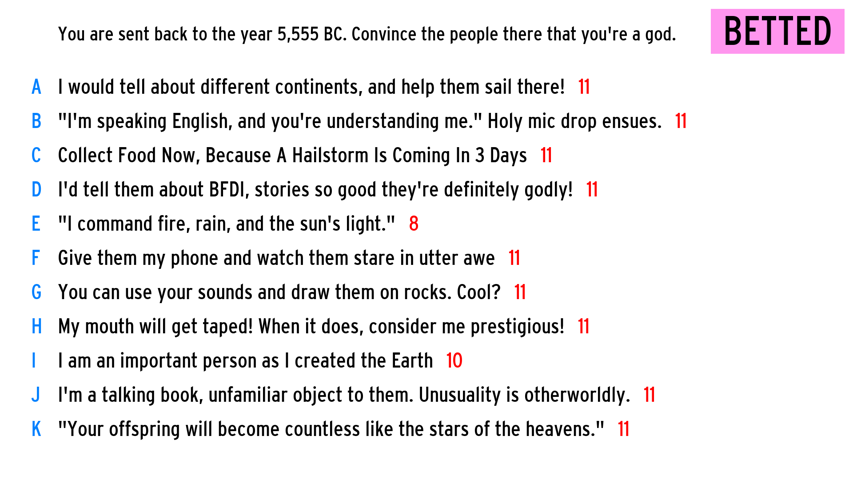 You are sent back to the year 5,555 BC. Convince the people there that you're a god.
BETTED
A I would tell about different continents, and help them sail there! 11
B "I'm speaking English, and you're understanding me." Holy mic drop ensues. 11
C Collect Food Now, Because A Hailstorm Is Coming In 3 Days 11
D I'd tell them about BFDI, stories so good they're definitely godly! 11
E "I command fire, rain, and the sun's light." 8
F Give them my phone and watch them stare in utter awe 11
G You can use your sounds and draw them on rocks. Cool? 11
H My mouth will get taped! When it does, consider me prestigious! 11
I I am an important person as I created the Earth 10
J I'm a talking book, unfamiliar object to them. Unusuality is otherworldly. 11
K "Your offspring will become countless like the stars of the heavens." 11